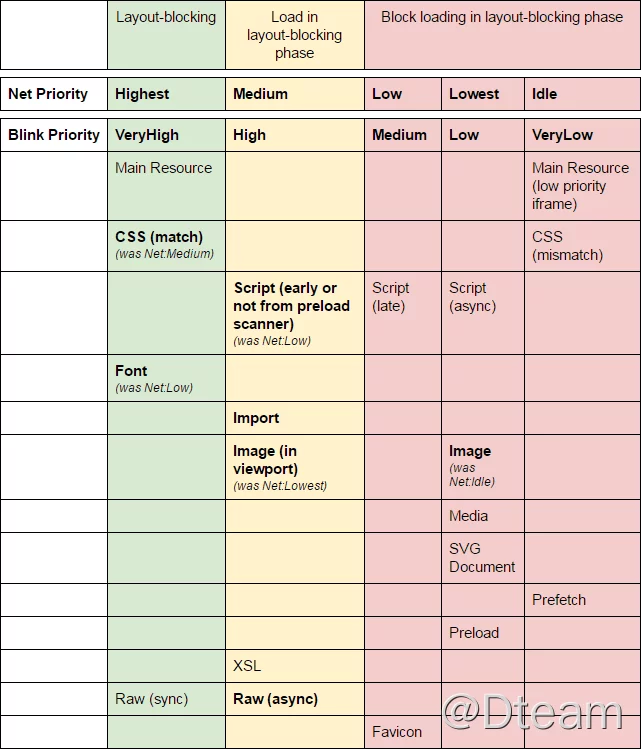 Layout-blocking
Load in
layout-blocking
phase
Block loading in layout-blocking phase
Net Priority Highest Medium Low Lowest Idle
Blink Priority VeryHigh High Medium Low VeryLow
Main Resource
Main Resource
(low priority
iframe)
CSS (match)
(was Net:Medium)
CSS
(mismatch)
Script (early or
not from preload
scanner)
(was Net:Low)
Script
(late)
Script
(async)
Font
(was Net:Low)
Import
Image (in
viewport)
(was Net:Lowest)
Image
(was
Net:Idle)
Media
SVG
Document
Prefetch
Preload
XSL
Raw (sync)
Raw (async)
Favicon
@Dteam